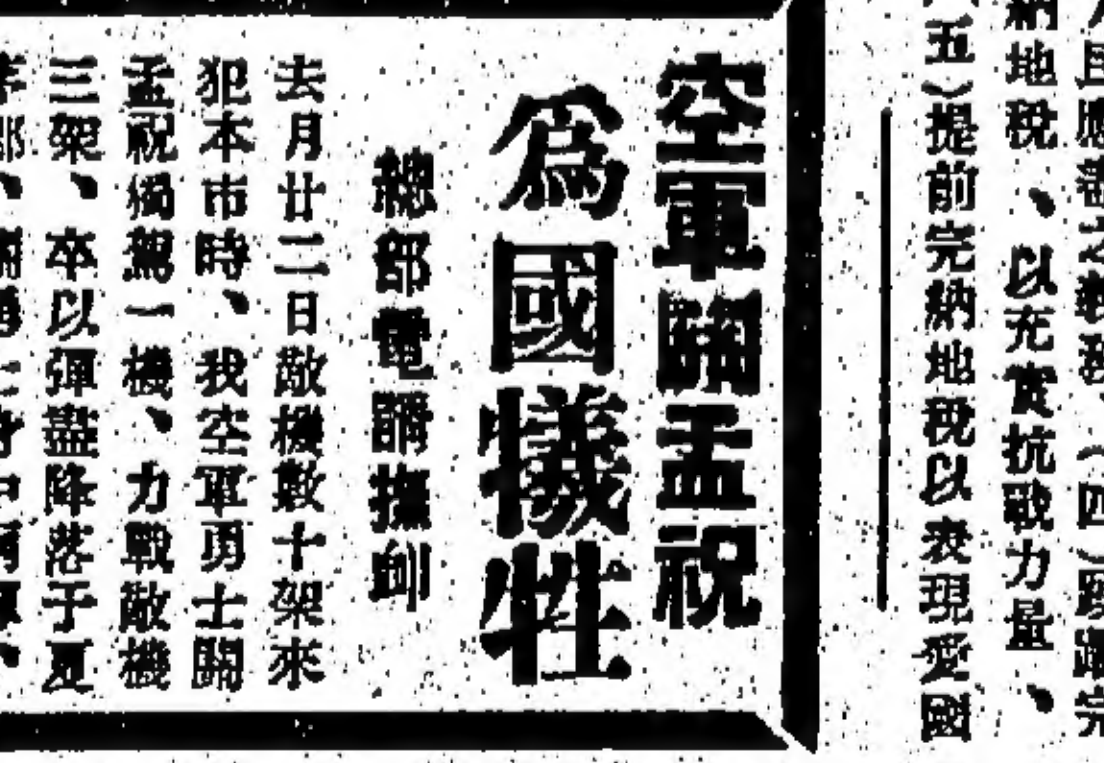 納地稅、以充實抗戰力量、
五）提前完納地稅以表現愛國
空軍關孟祝
爲國犧牲
總部電請撫卹
去月廿二日敵機數十架來
犯本市時、我空軍勇士關
孟祝獨駕一機、力戰敵機
三架、卒以彈盡降落于夏